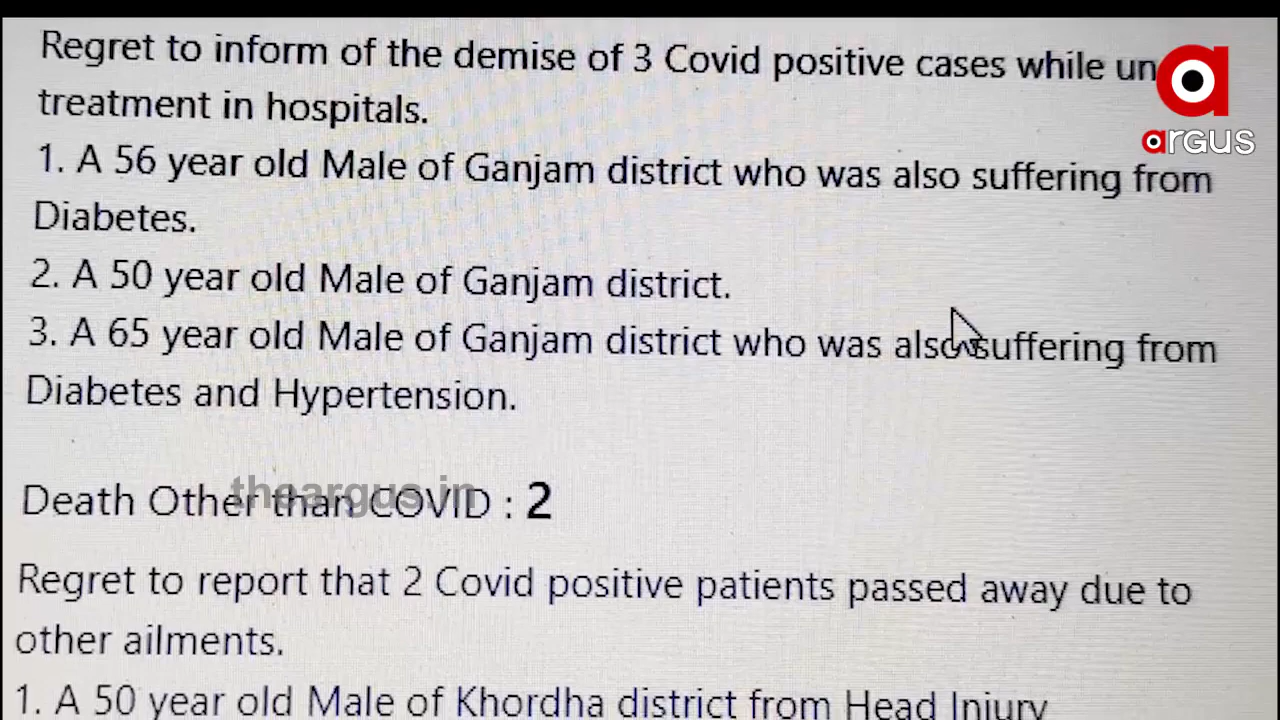 Regret to inform of the demise of 3 Covid positive cases while un
treatment in hospitals.
1. A 56 year old Male of Ganjam district who was also suffering from
Diabetes.
2. A 50 year old Male of Ganjam district.
3. A 65 year old Male of Ganjam district who was also suffering from
Diabetes and Hypertension.
Death Other than COVID : 2
Regret to report that 2 Covid positive patients passed away due to
other ailments.
1. A 50 year old Male of Khordha district from Head Injury
argus
theargus.in